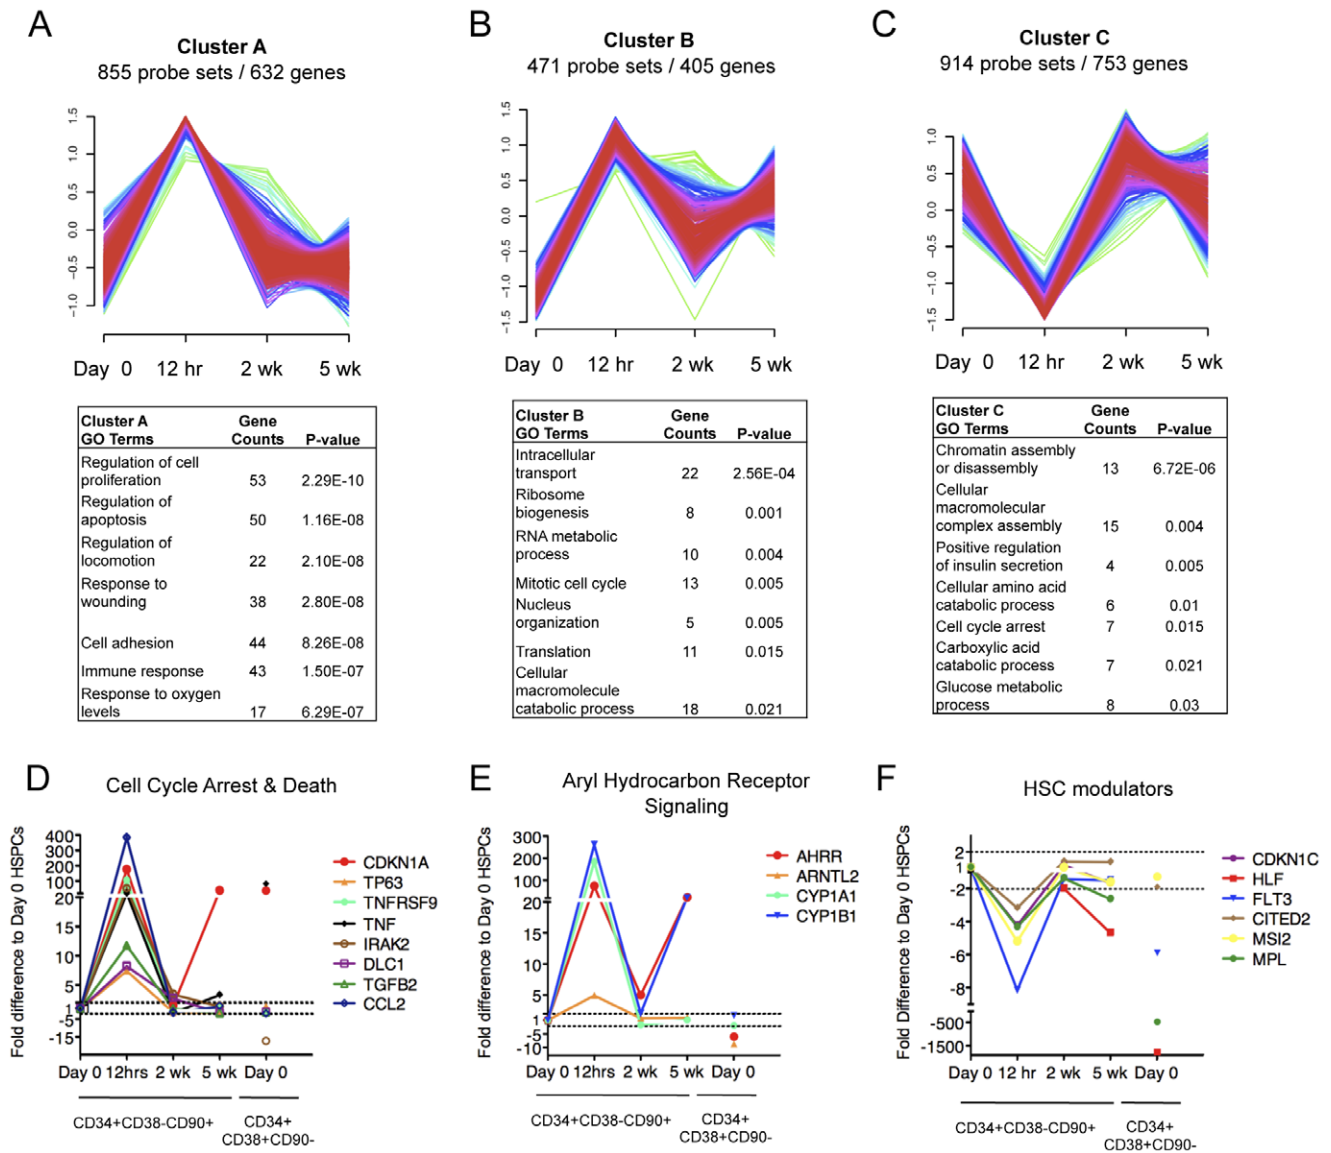 A
Cluster A
855 probe sets / 632 genes
1.5
1.0
0.5
0.0
−0.5
−1.0
Day 0 12 hr 2 wk 5 wk
Cluster A
GO Terms Gene Counts P-value
Regulation of cell
proliferation 53 2.29E-10
Regulation of
apoptosis 50 1.16E-08
Regulation of
locomotion 22 2.10E-08
Response to
wounding 38 2.80E-08
Cell adhesion 44 8.26E-08
Immune response 43 1.50E-07
Response to oxygen
levels 17 6.29E-07
B
Cluster B
471 probe sets / 405 genes
1.5
1.0
0.5
0.0
−0.5
−1.0
−1.5
Day 0 12 hr 2 wk 5 wk
Cluster B
GO Terms Gene Counts P-value
Intracellular
transport 22 2.56E-04
Ribosome
biogenesis 8 0.001
RNA metabolic
process 10 0.004
Mitotic cell cycle 13 0.005
Nucleus
organization 5 0.005
Translation 11 0.015
Cellular
macromolecule
catabolic process 18 0.021
C
Cluster C
914 probe sets / 753 genes
1.0
0.5
0.0
−0.5
−1.0
−1.5
Day 0 12 hr 2 wk 5 wk
Cluster C
GO Terms Gene Counts P-value
Chromatin assembly
or disassembly 13 6.72E-06
Cellular
macromolecular
complex assembly 15 0.004
Positive regulation
of insulin secretion 4 0.005
Cellular amino acid
catabolic process 6 0.01
Cell cycle arrest 7 0.015
Carboxylic acid
catabolic process 7 0.021
Glucose metabolic
process 8 0.03
D
Cell Cycle Arrest & Death
Fold difference to Day 0 HSPCs
400
300
200
100
20
15
10
5
1
-5
-15
Day 0 12hrs 2 wk 5 wk Day 0
CD34+CD38-CD90+
CD34+
CD38+CD90-
CDKN1A
TP63
TNFRSF9
TNF
IRAK2
DLC1
TGFB2
CCL2
E
Aryl Hydrocarbon Receptor
Signaling
Fold difference to Day 0 HSPCs
300
200
100
20
15
10
5
1
-5
-10
Day 0 12hrs 2 wk 5 wk Day 0
CD34+CD38-CD90+
CD34+
CD38+CD90-
AHRR
ARNTL2
CYP1A1
CYP1B1
F
HSC modulators
Fold difference to Day 0 HSPCs
2
-2
-4
-6
-8
-500
-1500
Day 0 12 hr 2 wk 5 wk Day 0
CD34+CD38-CD90+
CD34+
CD38+CD90-
CDKN1C
HLF
FLT3
CITED2
MSI2
MPL